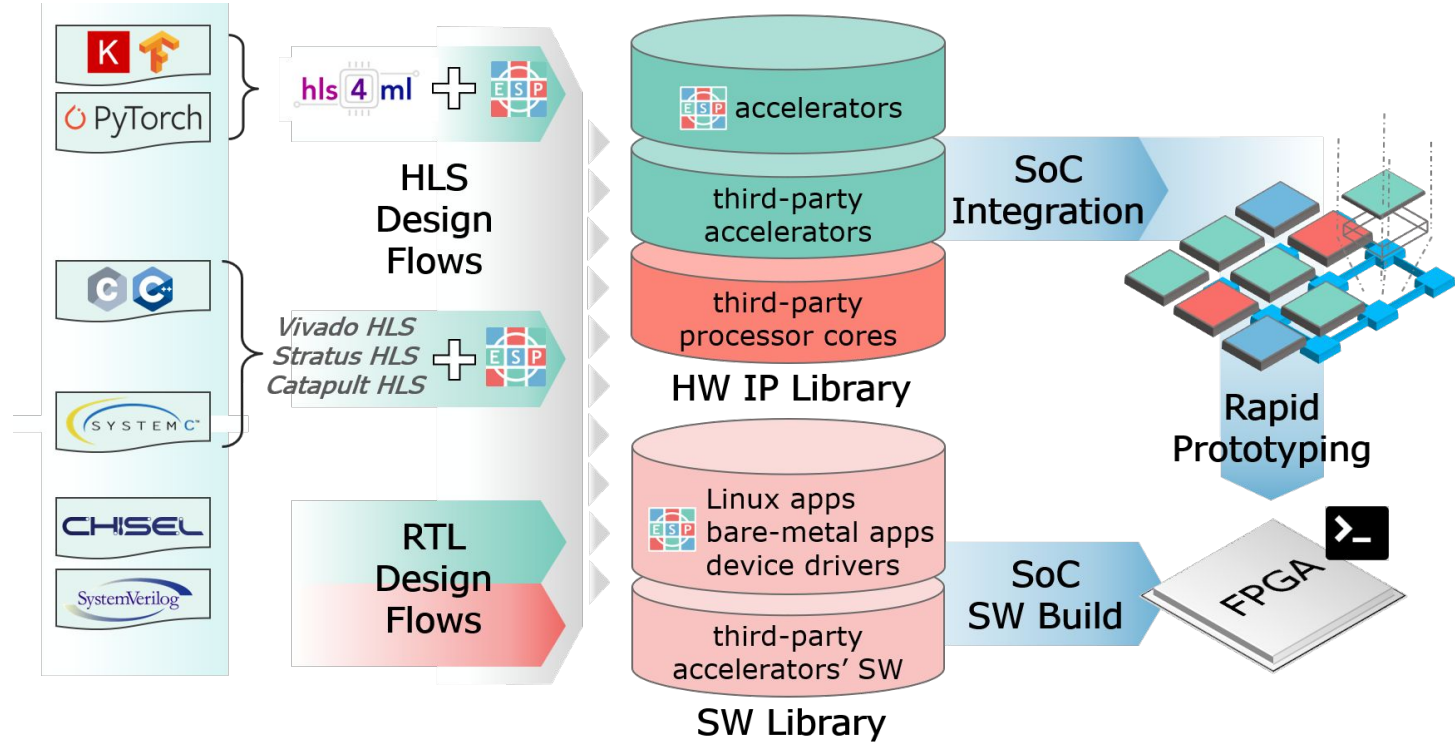 K
PyTorch
hls 4 ml
ESP
HLS
Design
Flows
C
C++
Vivado HLS
Stratus HLS
Catapult HLS
ESP
SYSTEM C™
CHISEL
SystemVerilog
RTL
Design
Flows
ESP accelerators
third-party
accelerators
third-party
processor cores
HW IP Library
ESP
Linux apps
bare-metal apps
device drivers
third-party
accelerators' SW
SW Library
SoC
Integration
Rapid
Prototyping
SoC
SW Build
FPGA
>_